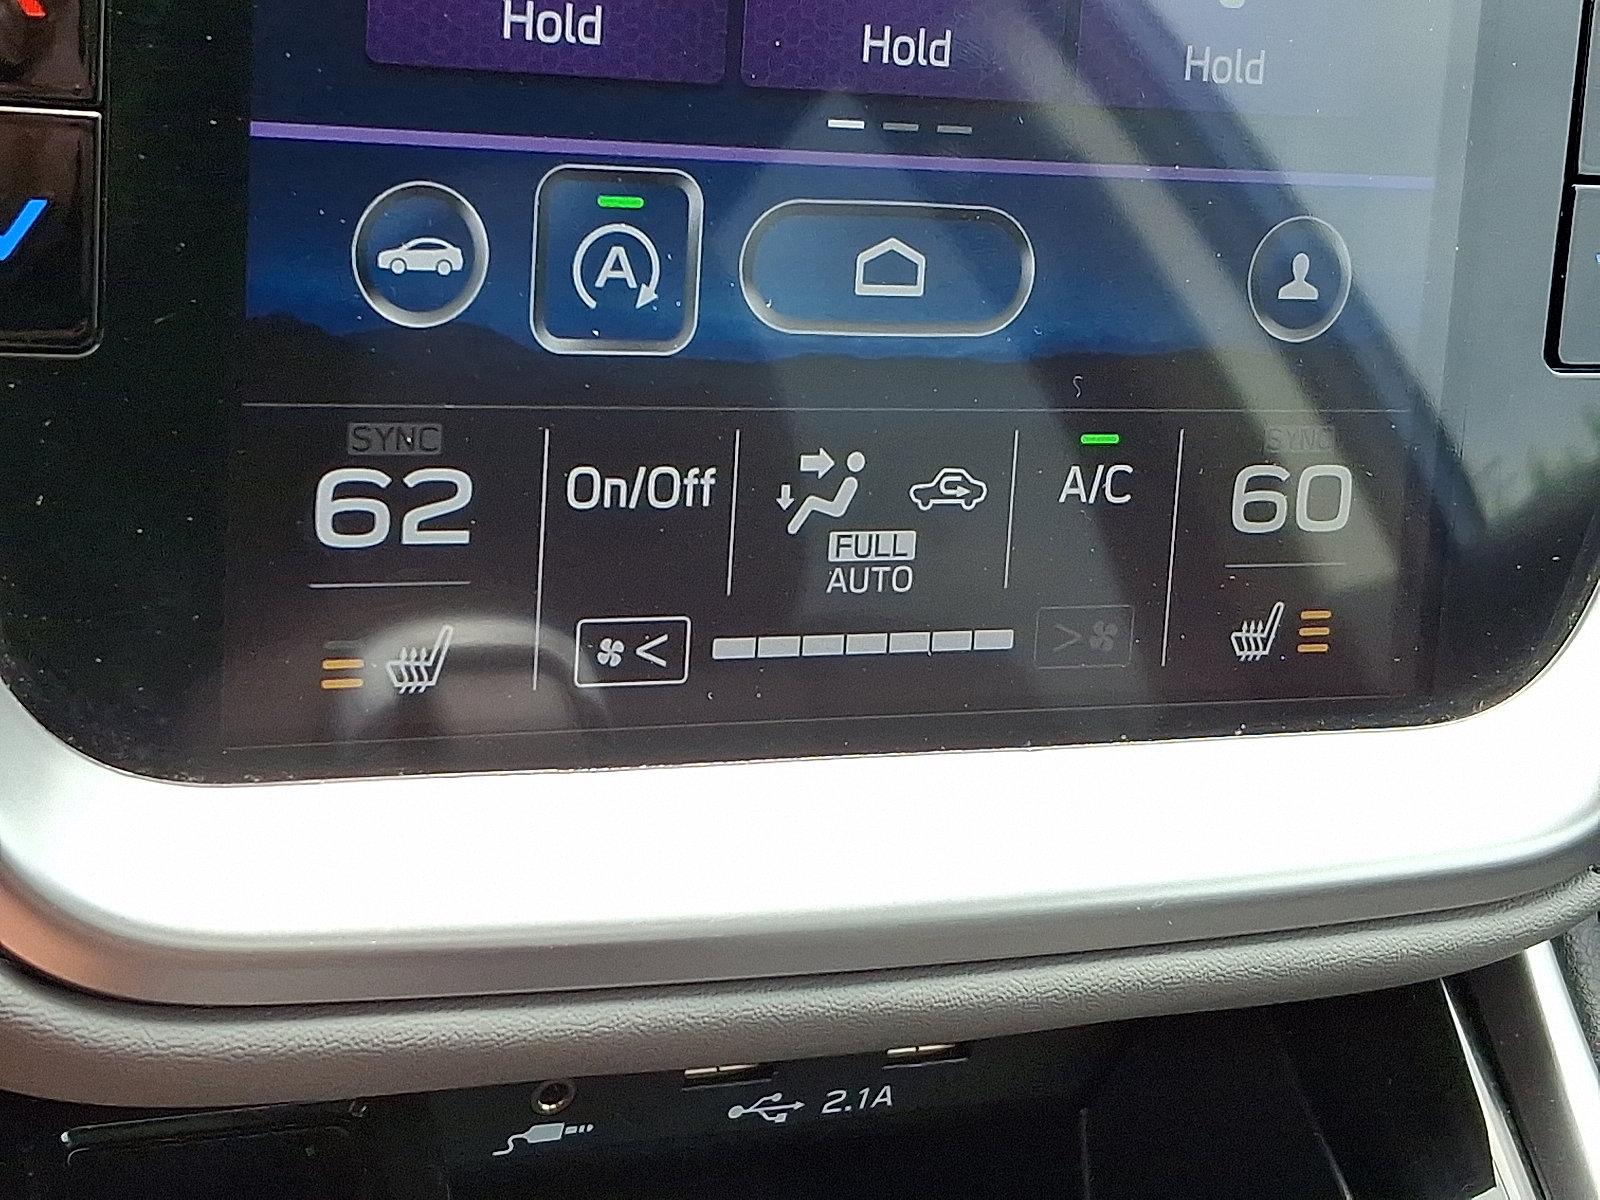 Hold
Hold
Hold
A
SYNC
62
On/Off
FULL
AUTO
A/C
SYNC
60
2.1A